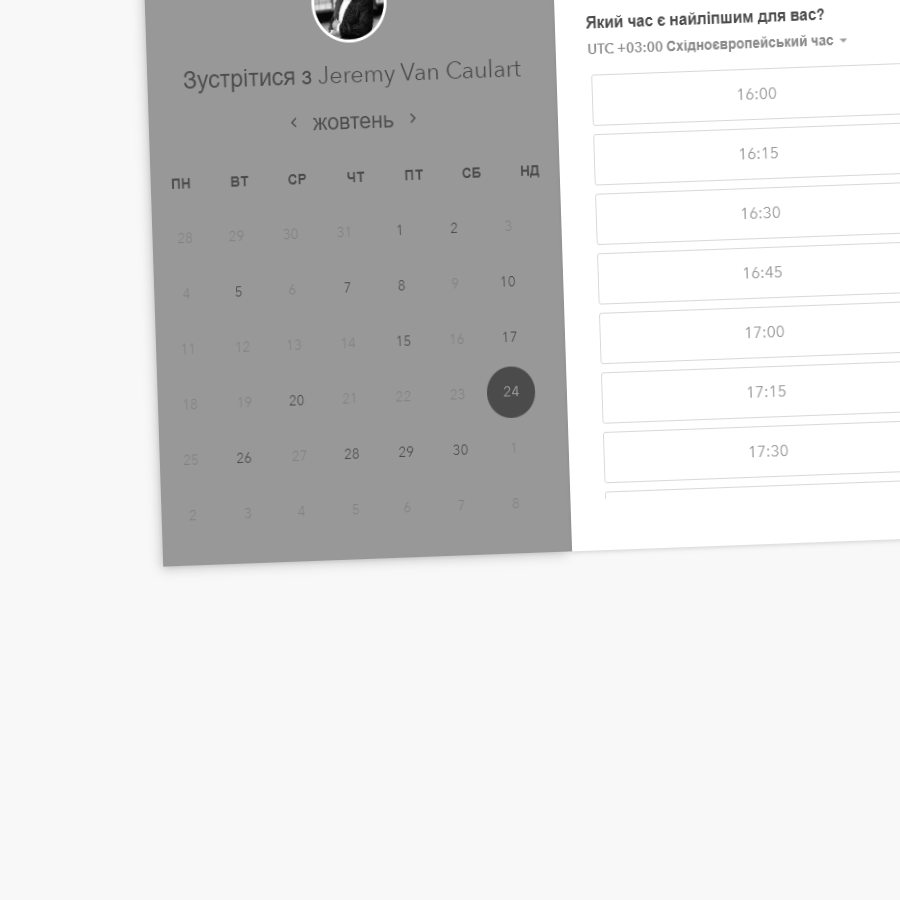 Зустрітися з Jeremy Van Caulart
‹ жовтень ›
ПН ВТ СР ЧТ ПТ СБ НД
28 29 30 31 1 2 3
4 5 6 7 8 9 10
11 12 13 14 15 16 17
18 19 20 21 22 23 24
25 26 27 28 29 30 1
2 3 4 5 6 7 8
Який час є найліпшим для вас?
UTC +03:00 Східноєвропейський час
16:00
16:15
16:30
16:45
17:00
17:15
17:30